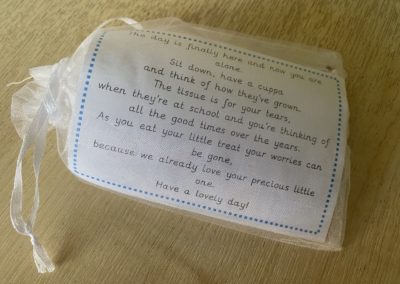 The day is finally here and now you are
alone.
Sit down, have a cuppa
and think of how they've grown.
The tissue is for your tears,
when they're at school and you're thinking of
all the good times over the years.
As you eat your little treat your worries can
be gone,
because we already love your precious little
one.
Have a lovely day!